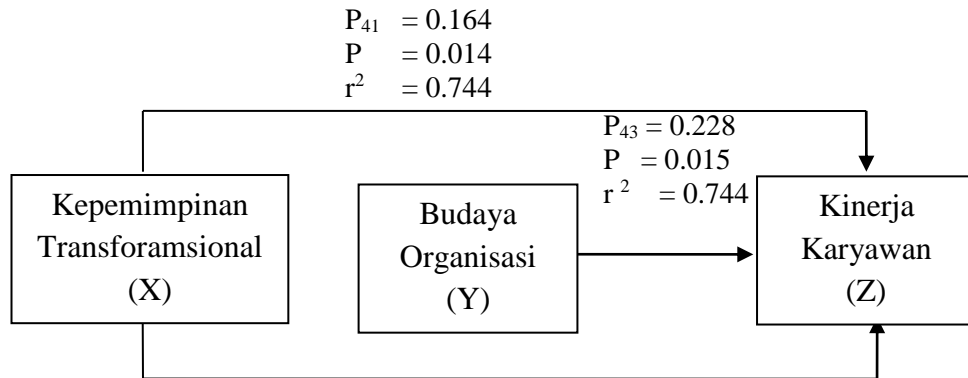 P₄₁ = 0.164
P = 0.014
r² = 0.744
P₄₃ = 0.228
P = 0.015
r² = 0.744
Kepemimpinan
Transforamsional
(X)
Budaya
Organisasi
(Y)
Kinerja
Karyawan
(Z)